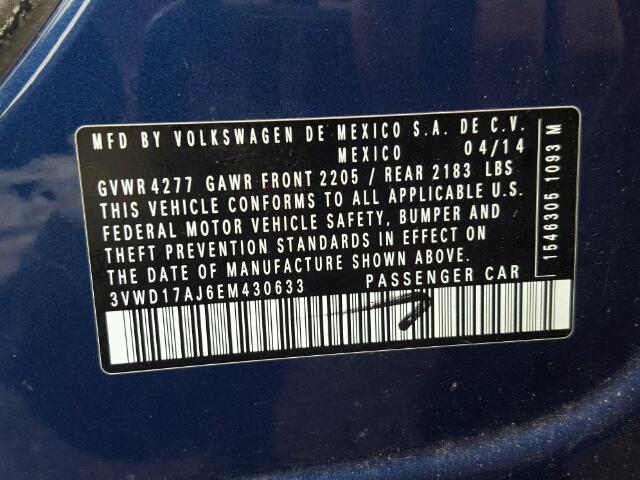 MFD BY VOLKSWAGEN DE MEXICO S.A. DE C.V.
MEXICO 04/14
GVWR 4277 GAWR FRONT 2205 / REAR 2183 LBS
THIS VEHICLE CONFORMS TO ALL APPLICABLE U.S.
FEDERAL MOTOR VEHICLE SAFETY, BUMPER AND
THEFT PREVENTION STANDARDS IN EFFECT ON
THE DATE OF MANUFACTURE SHOWN ABOVE.
3VWD17AJ6EM430633 PASSENGER CAR
1546305 1093 M